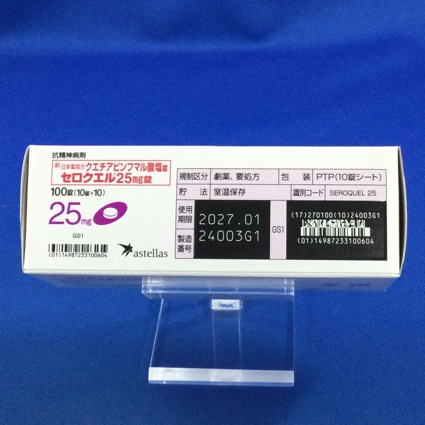 抗精神病剤
新 日本薬局方 クエチアピンフマル酸塩錠
セロクエル25mg錠
100錠(10錠×10)
25mg
GS1
(01)14987233100604
astellas
規制区分 劇薬、要処方 包装 PTP(10錠シート)
貯法 室温保存 識別コード SEROQUEL 25
使用期限 2027.01
製造番号 24003G1
GS1
(17)270100(10)24003G1
(01)14987233100604